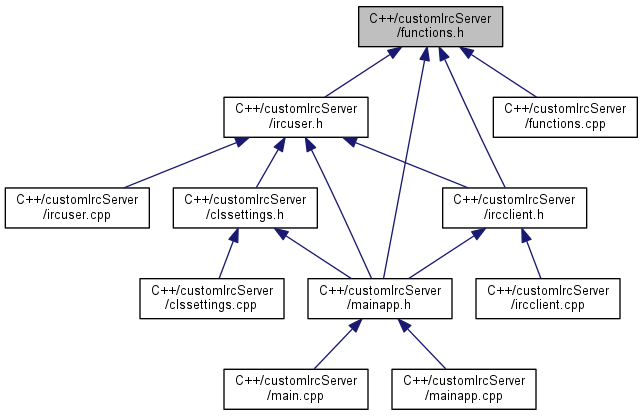 C++/customIrcServer
/functions.h
C++/customIrcServer
/ircuser.h
C++/customIrcServer
/functions.cpp
C++/customIrcServer
/ircuser.cpp
C++/customIrcServer
/clssettings.h
C++/customIrcServer
/ircclient.h
C++/customIrcServer
/clssettings.cpp
C++/customIrcServer
/mainapp.h
C++/customIrcServer
/ircclient.cpp
C++/customIrcServer
/main.cpp
C++/customIrcServer
/mainapp.cpp